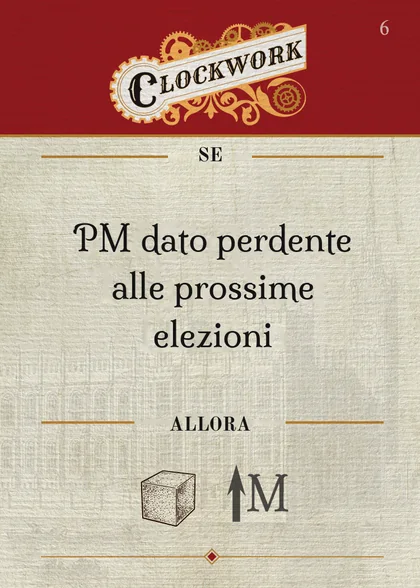 6
CLOCKWORK
SE
PM dato perdente
alle prossime
elezioni
ALLORA
M